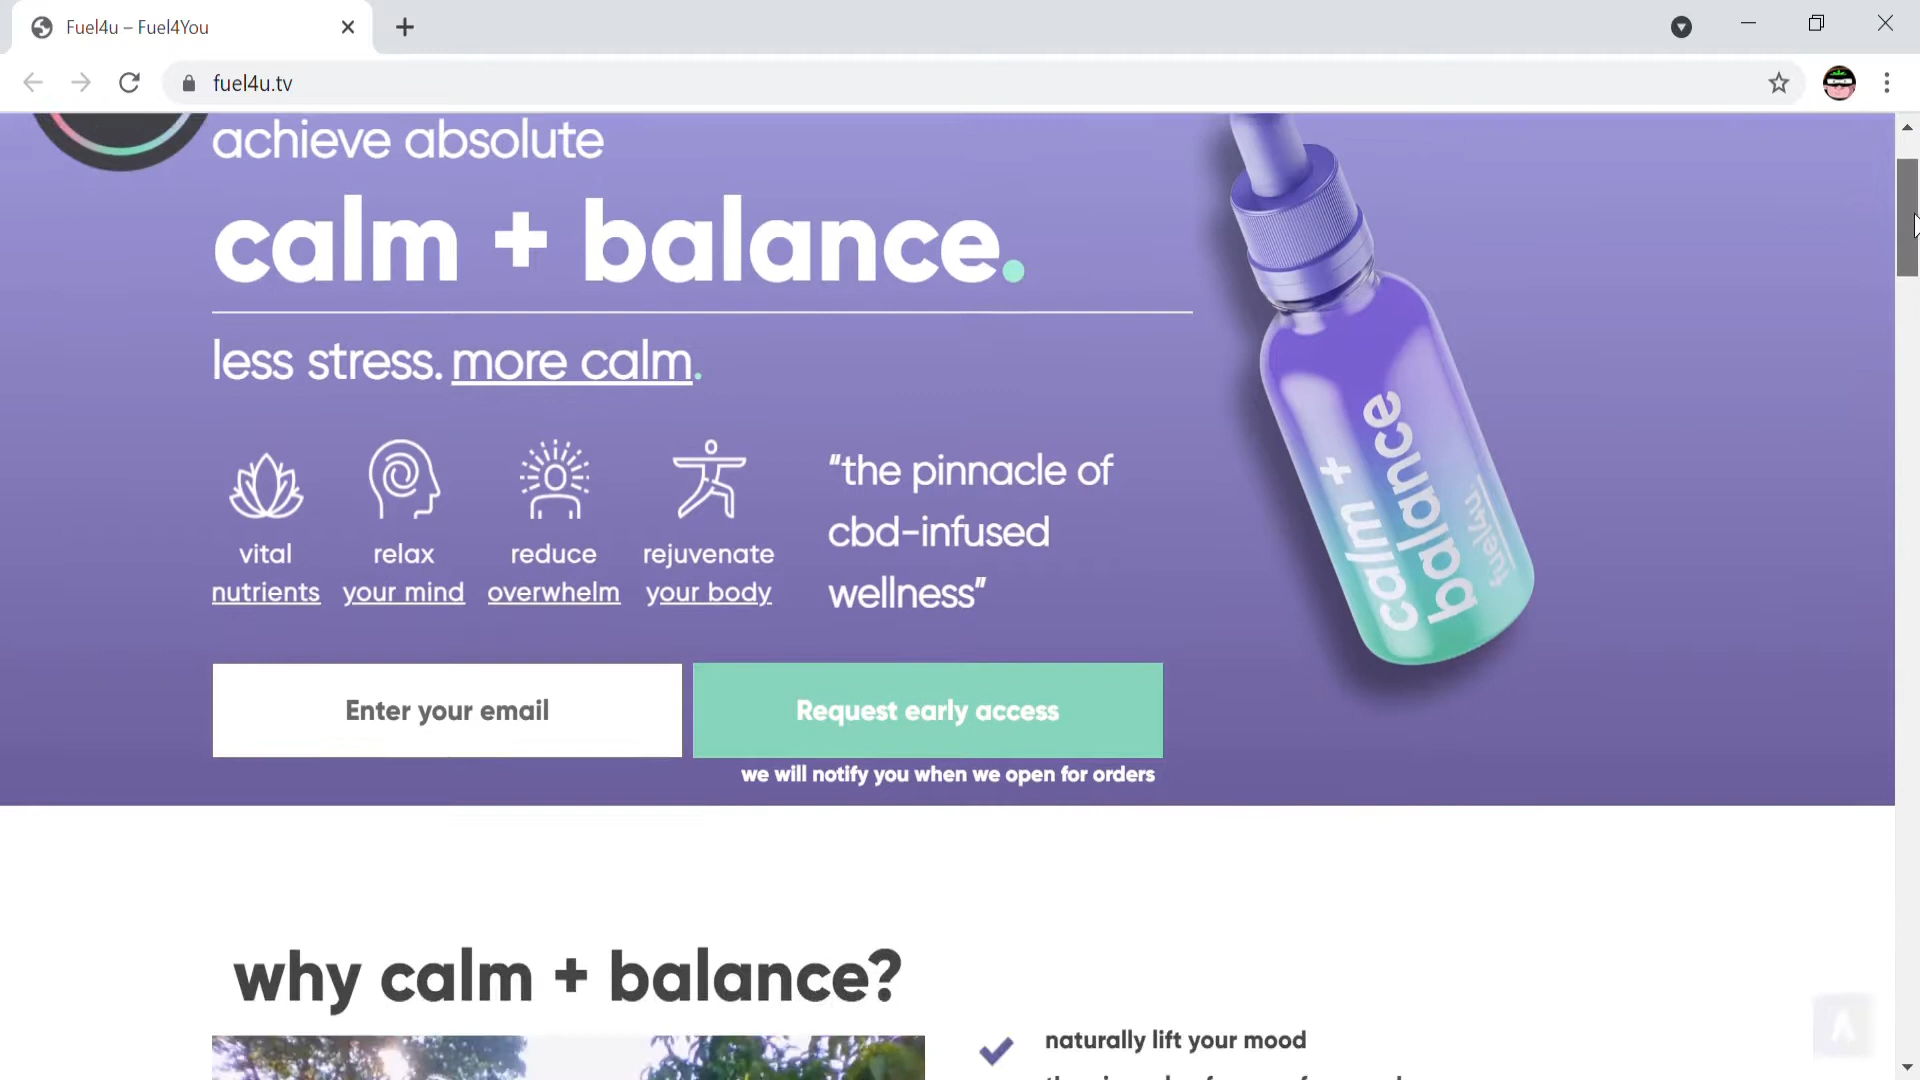 Fuel4u – Fuel4You
fuel4u.tv
achieve absolute
calm + balance.
less stress. more calm.
vital
nutrients
relax
your mind
reduce
overwhelm
rejuvenate
your body
"the pinnacle of
cbd-infused
wellness"
calm +
balance
fuel4u.
Enter your email
Request early access
we will notify you when we open for orders
why calm + balance?
naturally lift your mood